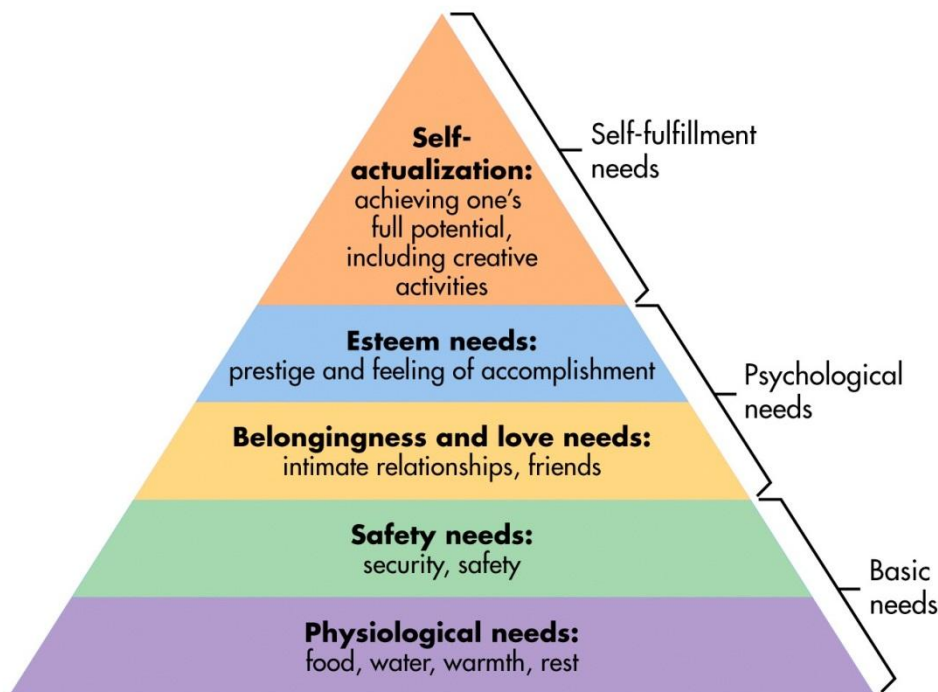 Self-
actualization:
achieving one's
full potential,
including creative
activities
Self-fulfillment
needs
Esteem needs:
prestige and feeling of accomplishment
Psychological
needs
Belongingness and love needs:
intimate relationships, friends
Safety needs:
security, safety
Basic
needs
Physiological needs:
food, water, warmth, rest